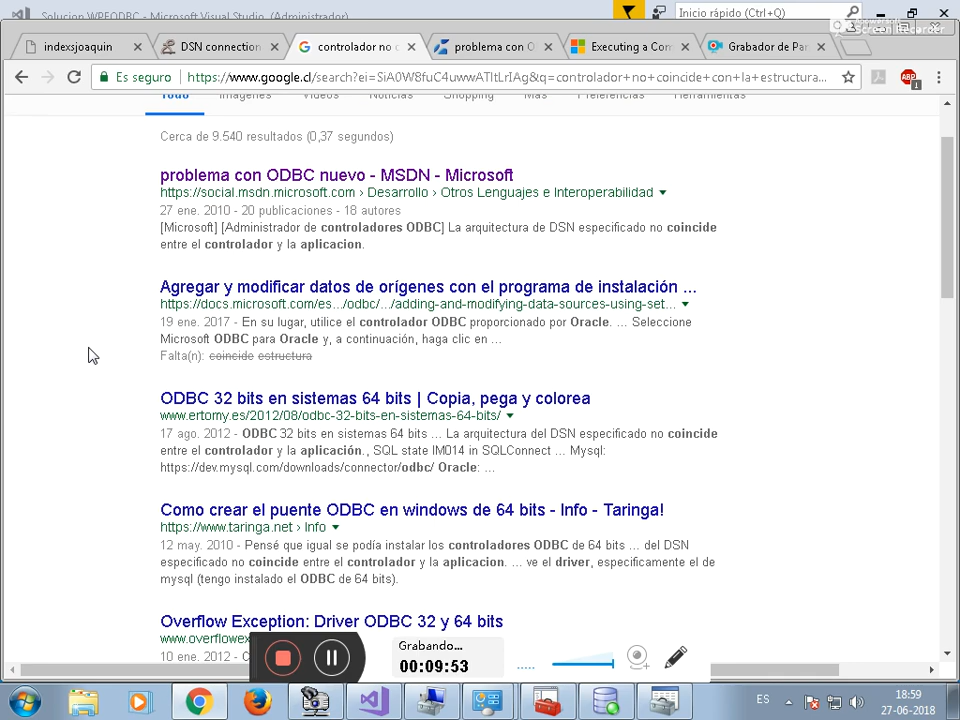 Solucion WPFODBC - Microsoft Visual Studio (Administrador)
Inicio rápido (Ctrl+Q)
Screen Recorder
indexsjoaquin
DSN connection
controlador no c
problema con O
Executing a Com
Grabador de Pa
Es seguro
https://www.google.cl/search?ei=SiA0W8fuC4uwwATltLrIAg&q=controlador+no+coincide+con+la+estructura...
Todo Imágenes Vídeos Noticias Shopping Más Preferencias Herramientas
Cerca de 9.540 resultados (0,37 segundos)
problema con ODBC nuevo - MSDN - Microsoft
https://social.msdn.microsoft.com › Desarrollo › Otros Lenguajes e Interoperabilidad
27 ene. 2010 - 20 publicaciones - 18 autores
[Microsoft] [Administrador de controladores ODBC] La arquitectura de DSN especificado no coincide
entre el controlador y la aplicacion.
Agregar y modificar datos de orígenes con el programa de instalación ...
https://docs.microsoft.com/es.../odbc/.../adding-and-modifying-data-sources-using-set...
19 ene. 2017 - En su lugar, utilice el controlador ODBC proporcionado por Oracle. ... Seleccione
Microsoft ODBC para Oracle y, a continuación, haga clic en ...
Falta(n): coincide estructura
ODBC 32 bits en sistemas 64 bits | Copia, pega y colorea
www.ertomy.es/2012/08/odbc-32-bits-en-sistemas-64-bits/
17 ago. 2012 - ODBC 32 bits en sistemas 64 bits ... La arquitectura del DSN especificado no coincide
entre el controlador y la aplicación., SQL state IM014 in SQLConnect ... Mysql:
https://dev.mysql.com/downloads/connector/odbc/ Oracle: ...
Como crear el puente ODBC en windows de 64 bits - Info - Taringa!
https://www.taringa.net › Info
12 may. 2010 - Pensé que igual se podía instalar los controladores ODBC de 64 bits ... del DSN
especificado no coincide entre el controlador y la aplicacion. ... ve el driver, especificamente el de
mysql (tengo instalado el ODBC de 64 bits).
Overflow Exception: Driver ODBC 32 y 64 bits
www.overflowex
10 ene. 2012 - C
Grabando...
00:09:53
ES
18:59
27-06-2018